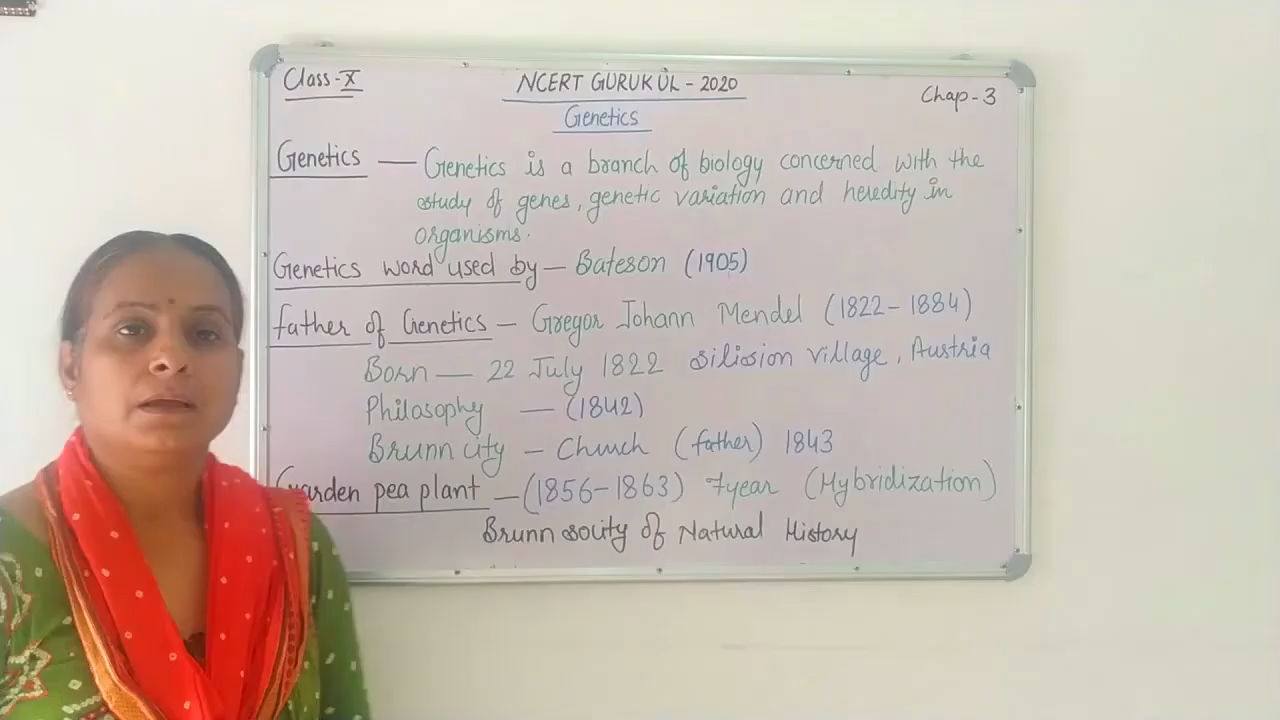 Class-X
NCERT GURUKUL - 2020
Chap-3
Genetics
Genetics — Genetics is a branch of biology concerned with the
study of genes, genetic variation and heredity in
organisms.
Genetics word used by — Bateson (1905)
Father of Genetics — Gregor Johann Mendel (1822-1884)
Born — 22 July 1822 Silision village, Austria
Philosophy — (1842)
Brunn city — Church (father) 1843
Garden pea plant — (1856-1863) 7year (Hybridization)
Brunn socity of Natural History